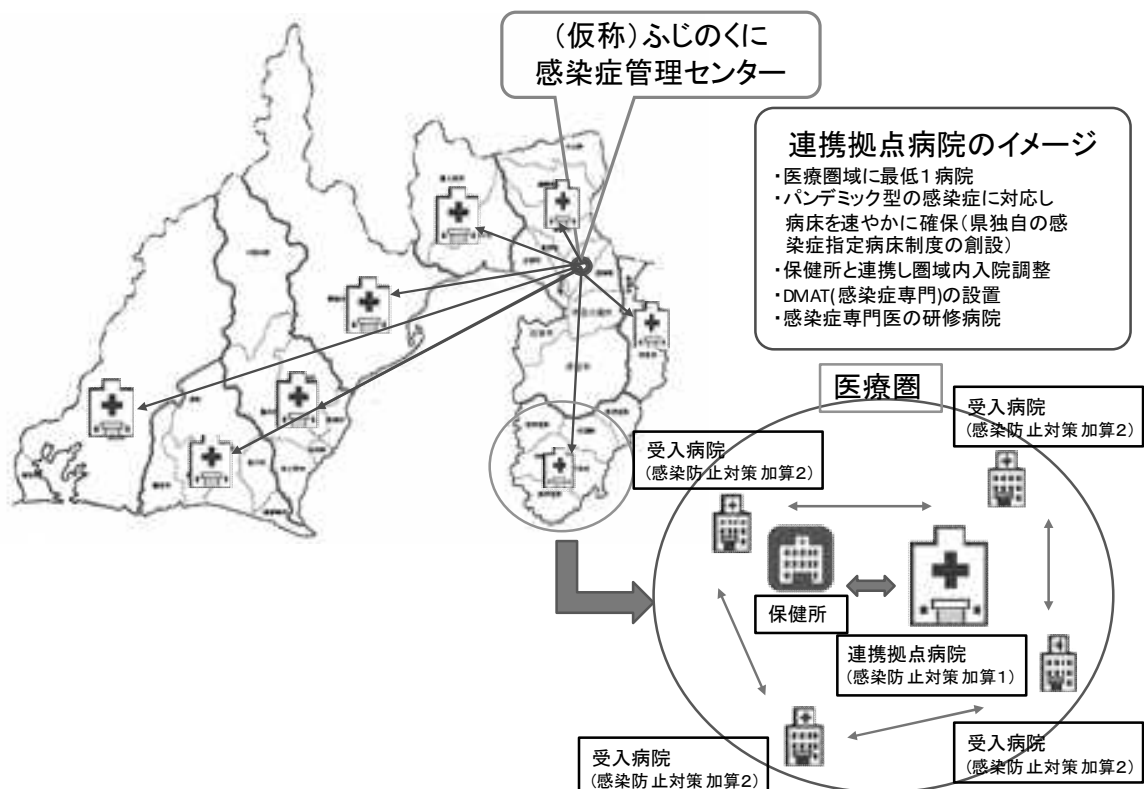 （仮称）ふじのくに
感染症管理センター
連携拠点病院のイメージ
・医療圏域に最低１病院
・パンデミック型の感染症に対応し
病床を速やかに確保（県独自の感
染症指定病床制度の創設）
・保健所と連携し圏域内入院調整
・DMAT(感染症専門)の設置
・感染症専門医の研修病院
医療圏
受入病院
(感染防止対策加算2)
受入病院
(感染防止対策加算2)
保健所
連携拠点病院
(感染防止対策加算1)
受入病院
(感染防止対策加算2)
受入病院
(感染防止対策加算2)